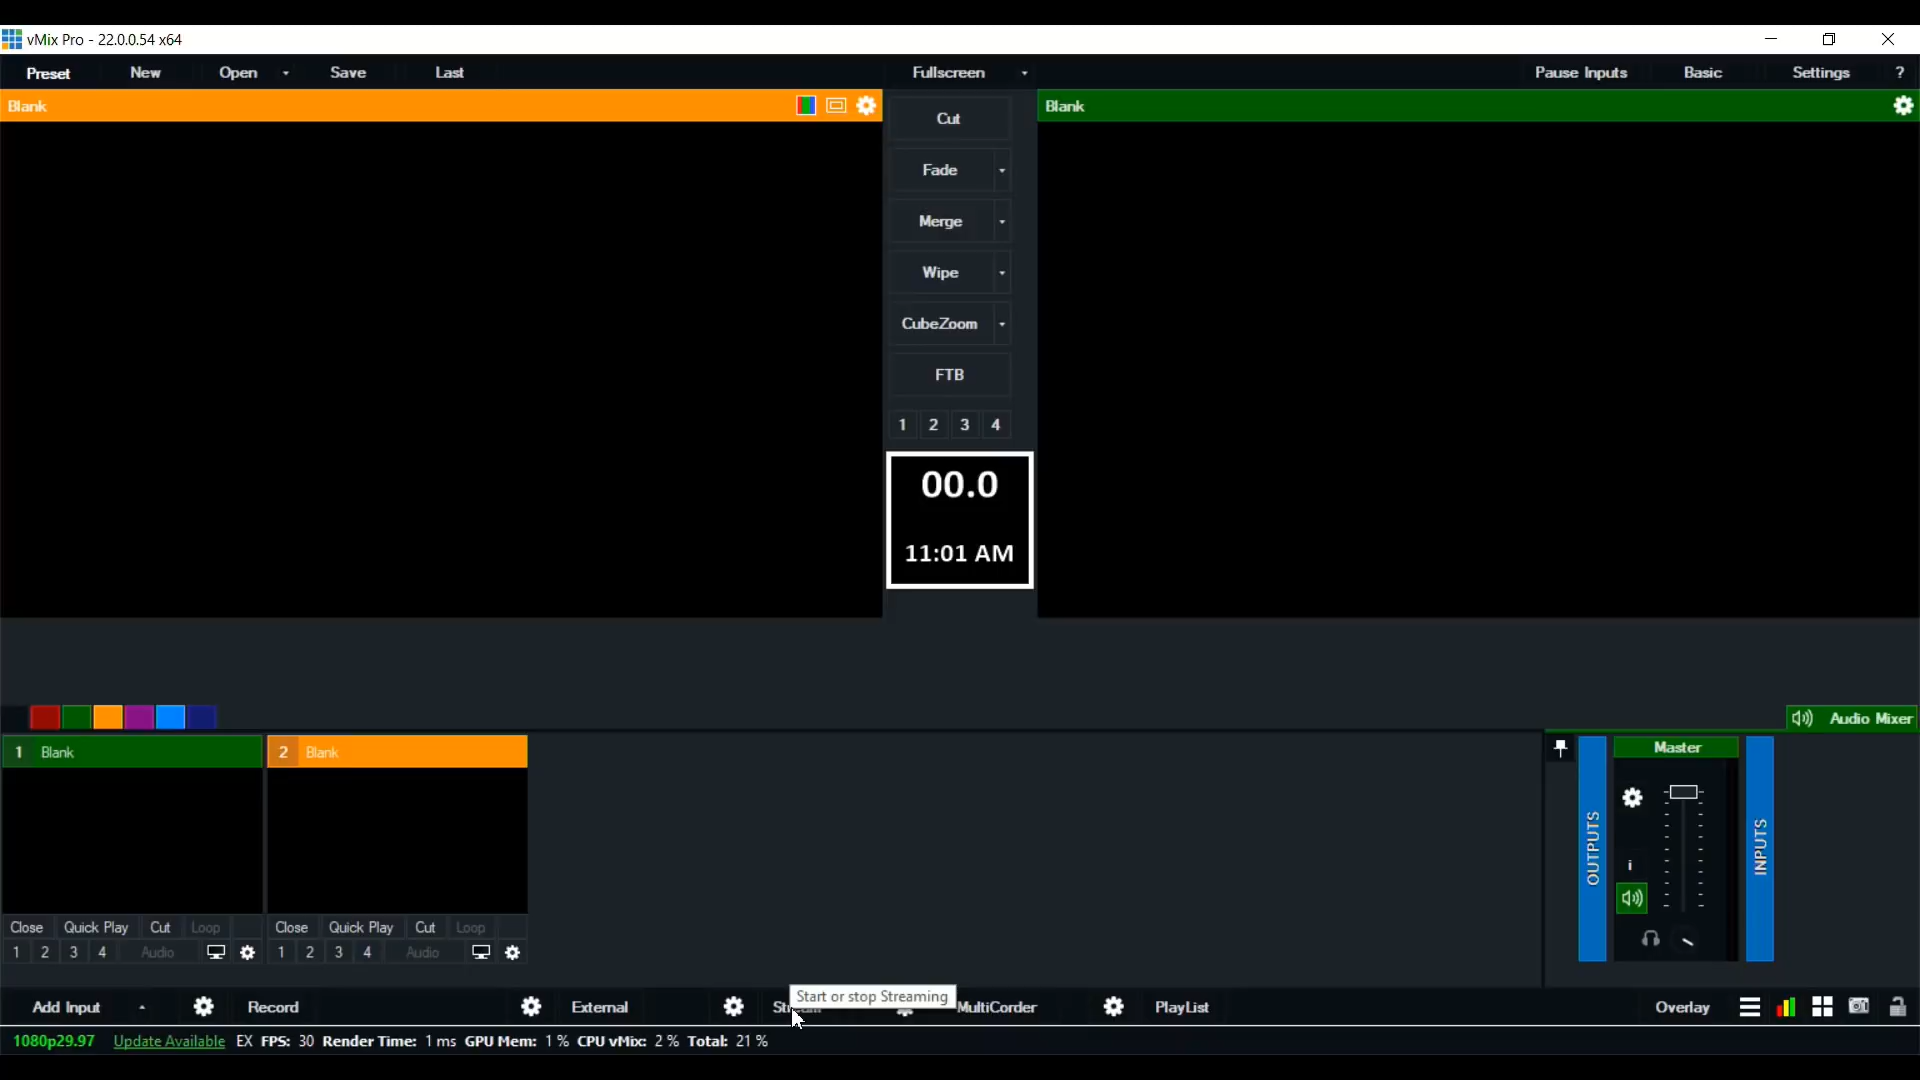 vMix Pro - 22.0.0.54 x64
Preset New Open Save Last Fullscreen Pause Inputs Basic Settings ?
Blank
Blank
Cut
Fade
Merge
Wipe
CubeZoom
FTB
1 2 3 4
00.0
11:01 AM
Audio Mixer
1 Blank
2 Blank
Master
OUTPUTS
INPUTS
i
Close Quick Play Cut Loop
1 2 3 4 Audio
Close Quick Play Cut Loop
1 2 3 4 Audio
Start or stop Streaming
Add Input Record External MultiCorder PlayList Overlay
1080p29.97 Update Available EX FPS: 30 Render Time: 1 ms GPU Mem: 1 % CPU vMix: 2 % Total: 21 %